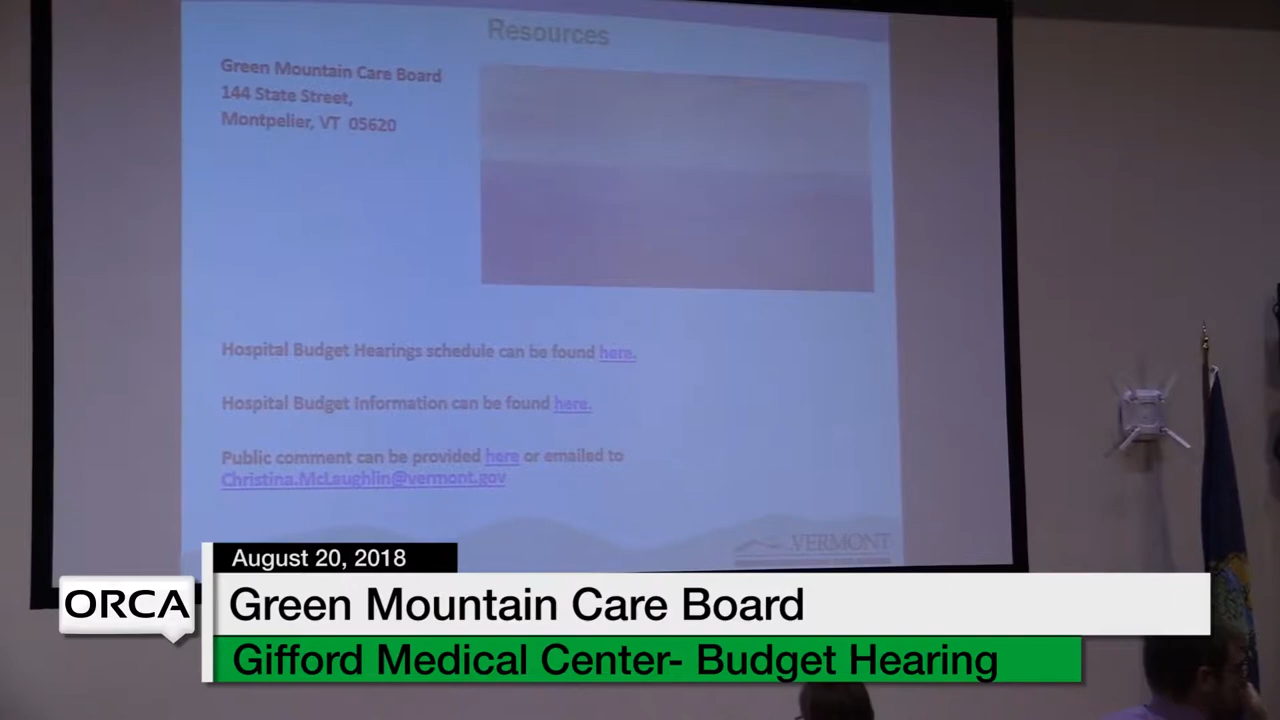 Resources
Green Mountain Care Board
144 State Street,
Montpelier, VT 05620
Hospital Budget Hearings schedule can be found here.
Hospital Budget Information can be found here.
Public comment can be provided here or emailed to
Christina.McLaughlin@vermont.gov
VERMONT
August 20, 2018
ORCA
Green Mountain Care Board
Gifford Medical Center- Budget Hearing